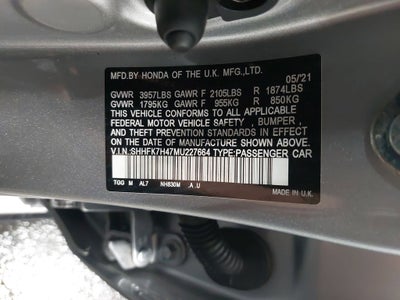 MFD.BY HONDA OF THE U.K. MFG.,LTD. 05/21
GVWR 3957LBS GAWR F 2105LBS R 1874LBS
GVWR 1795KG GAWR F 955KG R 850KG
THIS VEHICLE CONFORMS TO ALL APPLICABLE
FEDERAL MOTOR VEHICLE SAFETY, BUMPER,
AND THEFT PREVENTION STANDARDS IN EFFECT
ON THE DATE OF MANUFACTURE SHOWN ABOVE.
V.I.N.:SHHFK7H47MU227664 TYPE:PASSENGER CAR
TGG M AL7 NH830M .A .U
MADE IN U.K.